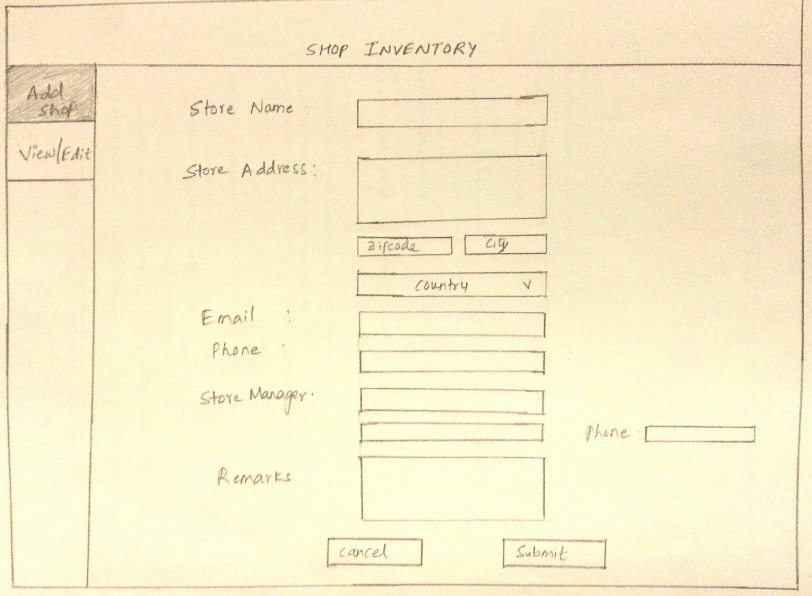 SHOP INVENTORY
Add
Shop
View/Edit
Store Name
Store Address:
Zipcode
City
Country
Email :
Phone :
Store Manager.
Phone:
Remarks
Cancel
Submit